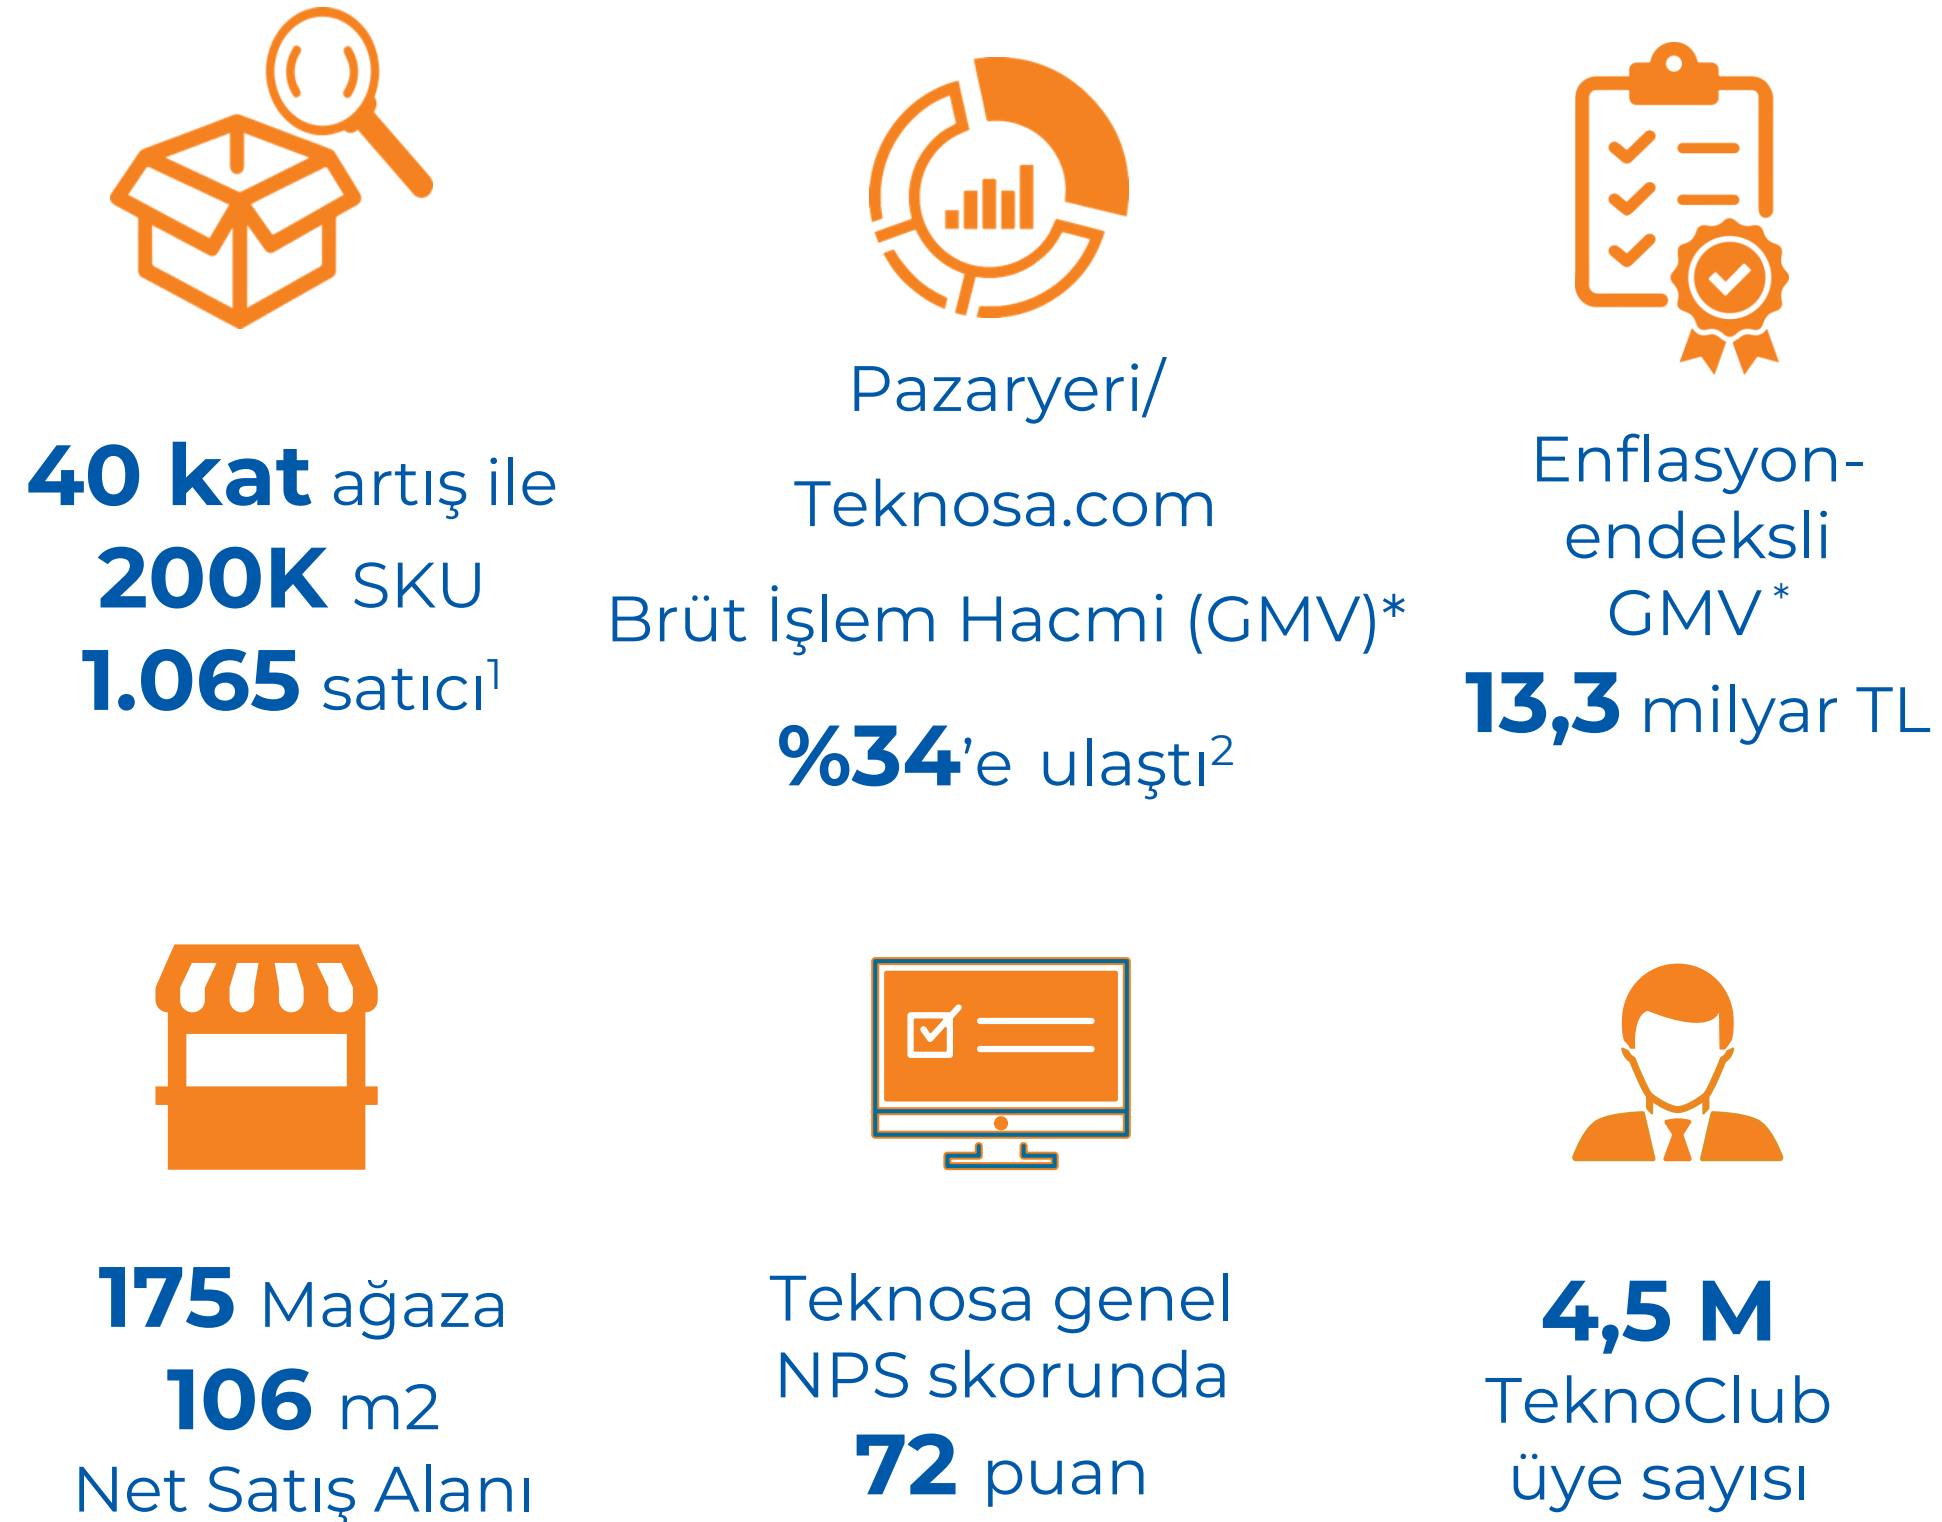 40 kat artış ile
200K SKU
1.065 satıcı¹
Pazaryeri/
Teknosa.com
Brüt İşlem Hacmi (GMV)*
%34’e ulaştı²
Enflasyon-
endeksli
GMV*
13,3 milyar TL
175 Mağaza
106 m2
Net Satış Alanı
Teknosa genel
NPS skorunda
72 puan
4,5 M
TeknoClub
üye sayısı